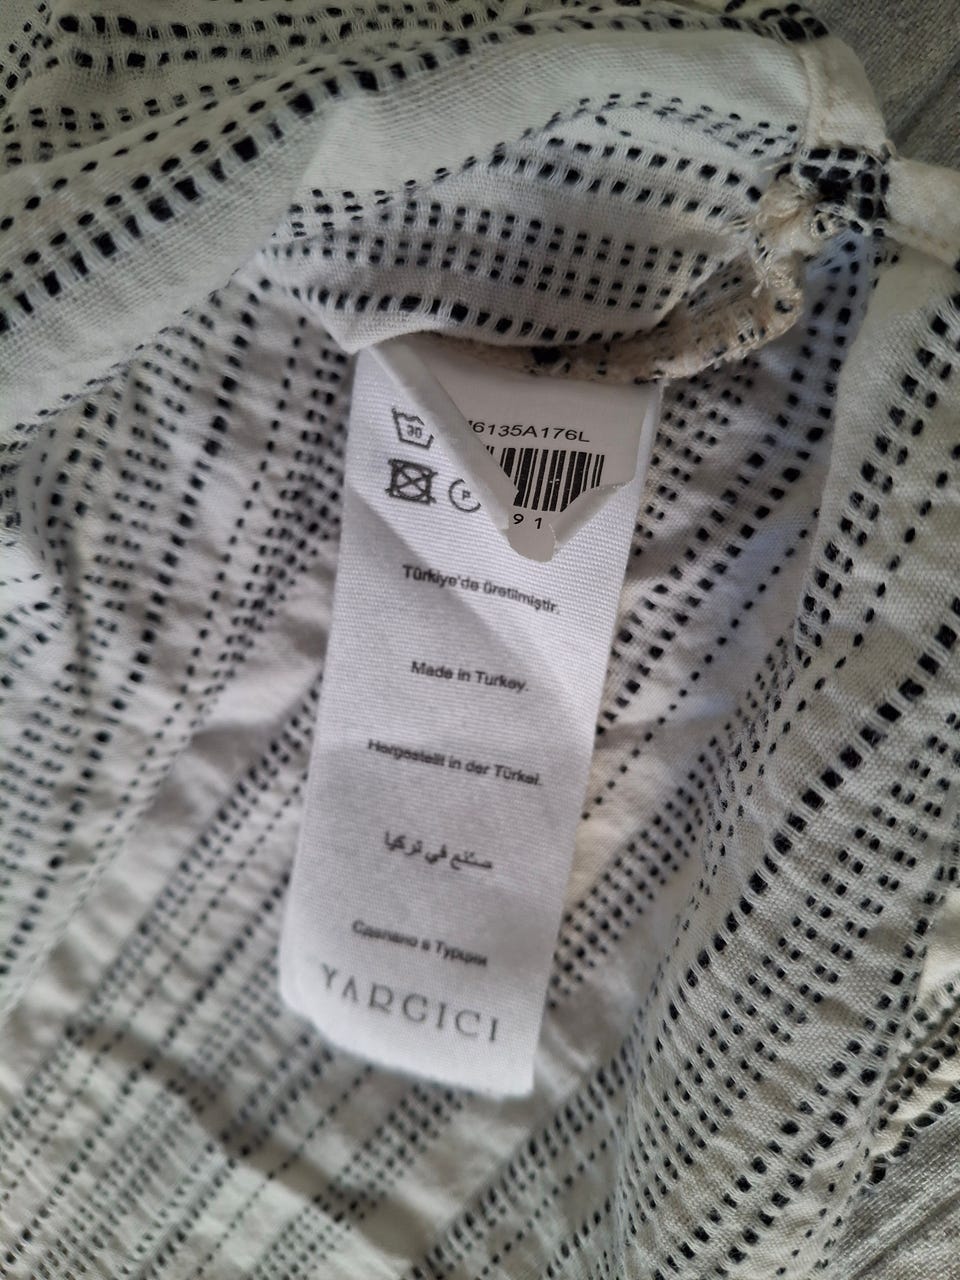 30
6135A176L
P
91
Türkiye'de üretilmiştir.
Made in Turkey.
Hergestellt in der Türkei.
صنع في تركيا
Сделано в Турции
YARGICI